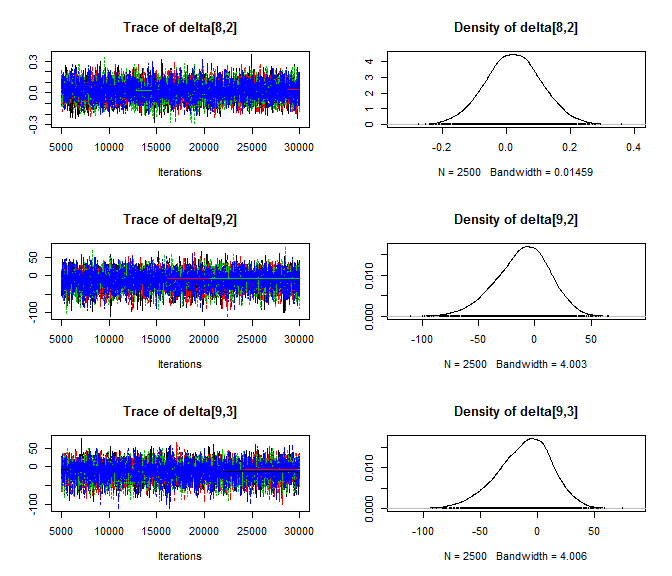 Trace of delta[8,2]
Density of delta[8,2]
-0.3 0.0 0.3
5000 10000 15000 20000 25000 30000
Iterations
0 1 2 3 4
-0.2 0.0 0.2 0.4
N = 2500 Bandwidth = 0.01459
Trace of delta[9,2]
Density of delta[9,2]
-100 0 50
5000 10000 15000 20000 25000 30000
Iterations
0.000 0.010
-100 -50 0 50
N = 2500 Bandwidth = 4.003
Trace of delta[9,3]
Density of delta[9,3]
-100 0 50
5000 10000 15000 20000 25000 30000
Iterations
0.000 0.010
-100 -50 0 50
N = 2500 Bandwidth = 4.006